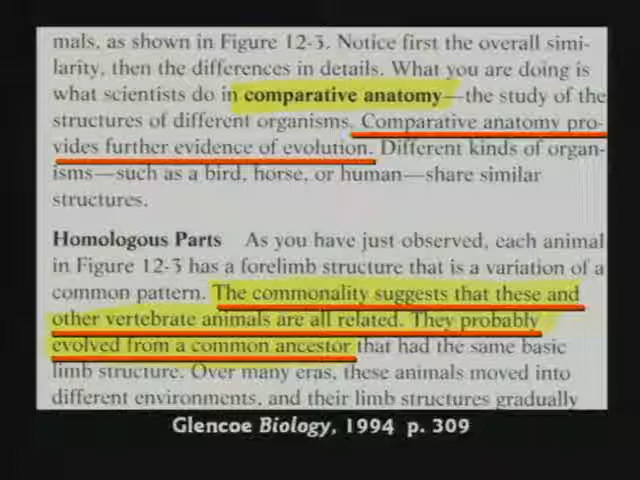 mals, as shown in Figure 12-3. Notice first the overall simi-
larity, then the differences in details. What you are doing is
what scientists do in comparative anatomy—the study of the
structures of different organisms. Comparative anatomy pro-
vides further evidence of evolution. Different kinds of organ-
isms—such as a bird, horse, or human—share similar
structures.
Homologous Parts As you have just observed, each animal
in Figure 12-3 has a forelimb structure that is a variation of a
common pattern. The commonality suggests that these and
other vertebrate animals are all related. They probably
evolved from a common ancestor that had the same basic
limb structure. Over many eras, these animals moved into
different environments, and their limb structures gradually
Glencoe Biology, 1994 p. 309